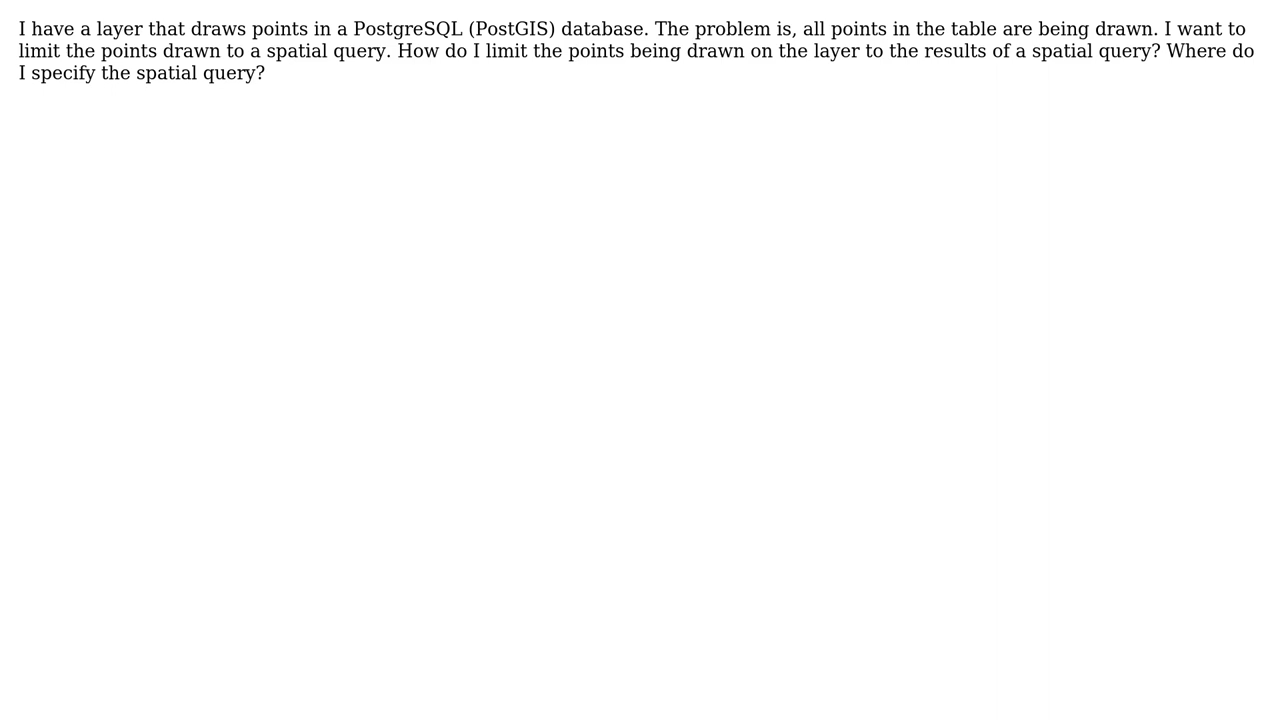 I have a layer that draws points in a PostgreSQL (PostGIS) database. The problem is, all points in the table are being drawn. I want to
limit the points drawn to a spatial query. How do I limit the points being drawn on the layer to the results of a spatial query? Where do
I specify the spatial query?